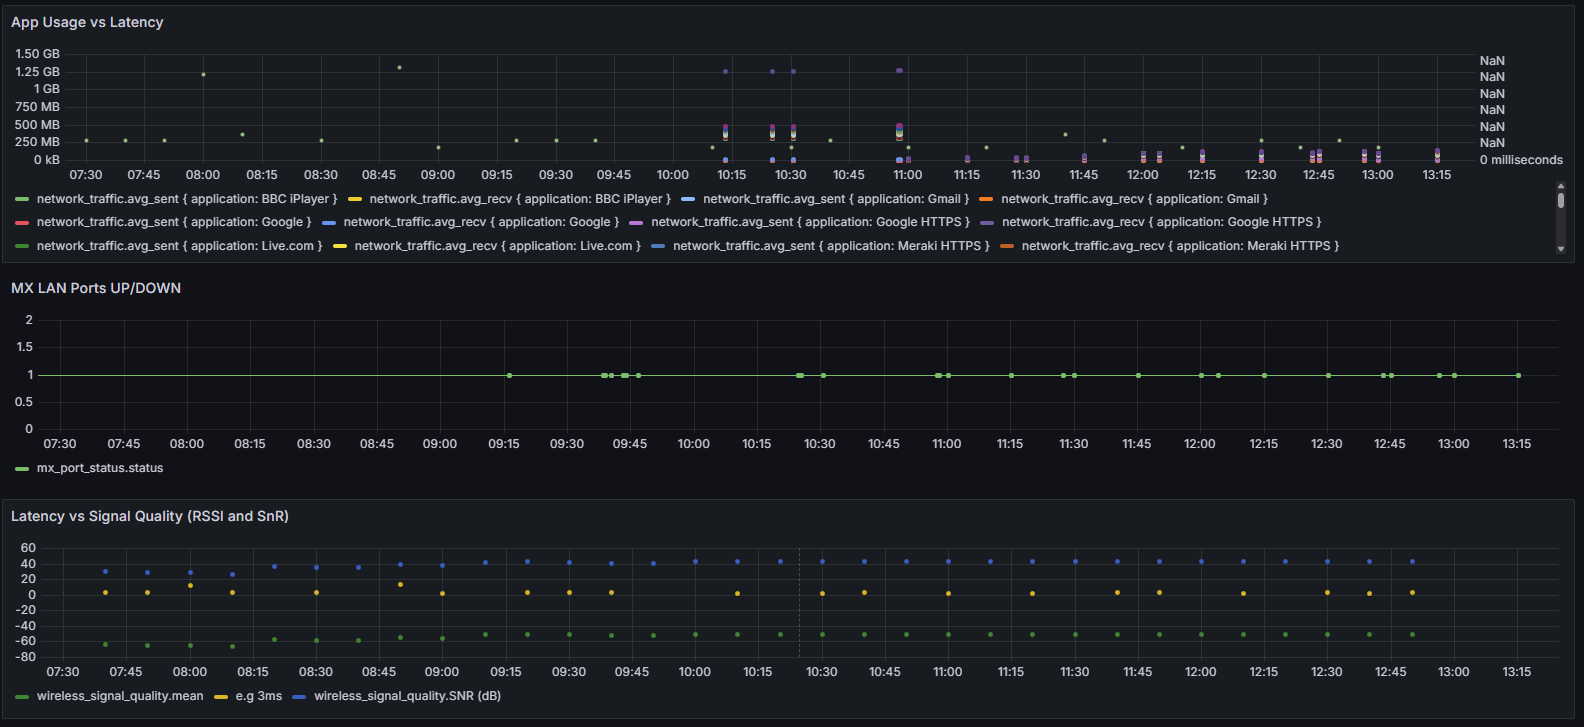 App Usage vs Latency
1.50 GB NaN
1.25 GB NaN
1 GB NaN
750 MB NaN
500 MB NaN
250 MB NaN
0 kB 0 milliseconds
07:30 07:45 08:00 08:15 08:30 08:45 09:00 09:15 09:30 09:45 10:00 10:15 10:30 10:45 11:00 11:15 11:30 11:45 12:00 12:15 12:30 12:45 13:00 13:15
network_traffic.avg_sent { application: BBC iPlayer } network_traffic.avg_recv { application: BBC iPlayer } network_traffic.avg_sent { application: Gmail } network_traffic.avg_recv { application: Gmail }
network_traffic.avg_sent { application: Google } network_traffic.avg_recv { application: Google } network_traffic.avg_sent { application: Google HTTPS } network_traffic.avg_recv { application: Google HTTPS }
network_traffic.avg_sent { application: Live.com } network_traffic.avg_recv { application: Live.com } network_traffic.avg_sent { application: Meraki HTTPS } network_traffic.avg_recv { application: Meraki HTTPS }
MX LAN Ports UP/DOWN
2
1.5
1
0.5
0
07:30 07:45 08:00 08:15 08:30 08:45 09:00 09:15 09:30 09:45 10:00 10:15 10:30 10:45 11:00 11:15 11:30 11:45 12:00 12:15 12:30 12:45 13:00 13:15
mx_port_status.status
Latency vs Signal Quality (RSSI and SnR)
60
40
20
0
-20
-40
-60
-80
07:30 07:45 08:00 08:15 08:30 08:45 09:00 09:15 09:30 09:45 10:00 10:15 10:30 10:45 11:00 11:15 11:30 11:45 12:00 12:15 12:30 12:45 13:00 13:15
wireless_signal_quality.mean e.g 3ms wireless_signal_quality.SNR (dB)